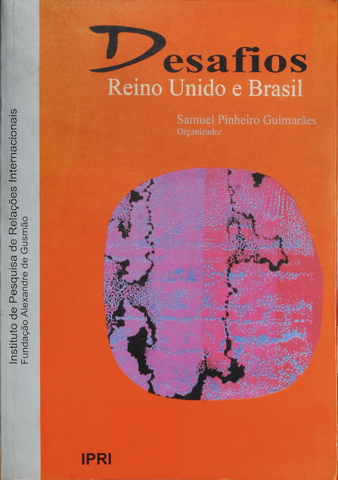 Desafios
Reino Unido e Brasil
Samuel Pinheiro Guimarães
Organizador
Instituto de Pesquisa de Relações Internacionais
Fundação Alexandre de Gusmão
IPRI